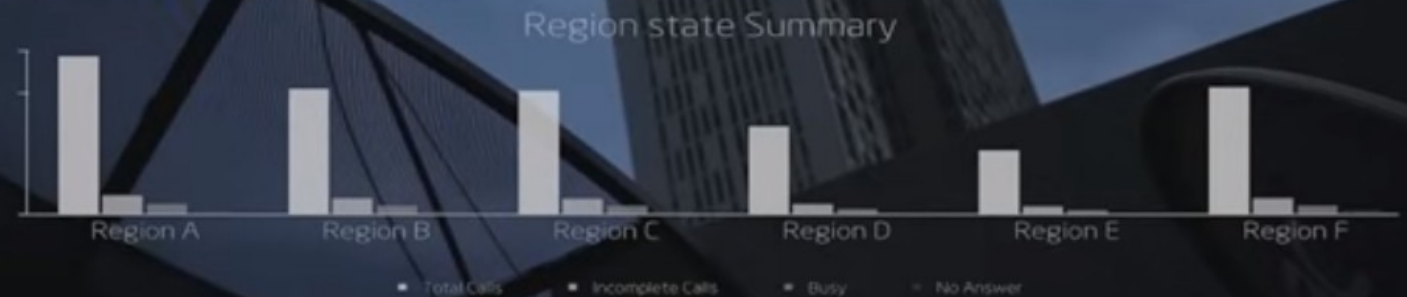 Region state Summary
Region A Region B Region C Region D Region E Region F
Total Calls Incomplete Calls Busy No Answer